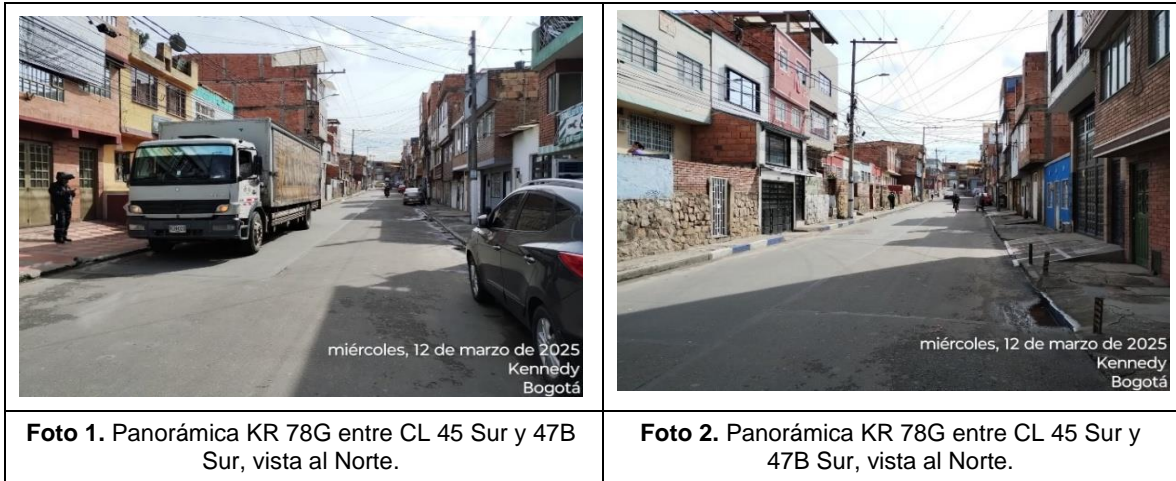 miércoles, 12 de marzo de 2025
Kennedy
Bogotá
miércoles, 12 de marzo de 2025
Kennedy
Bogotá
Foto 1. Panorámica KR 78G entre CL 45 Sur y 47B
Sur, vista al Norte.
Foto 2. Panorámica KR 78G entre CL 45 Sur y
47B Sur, vista al Norte.